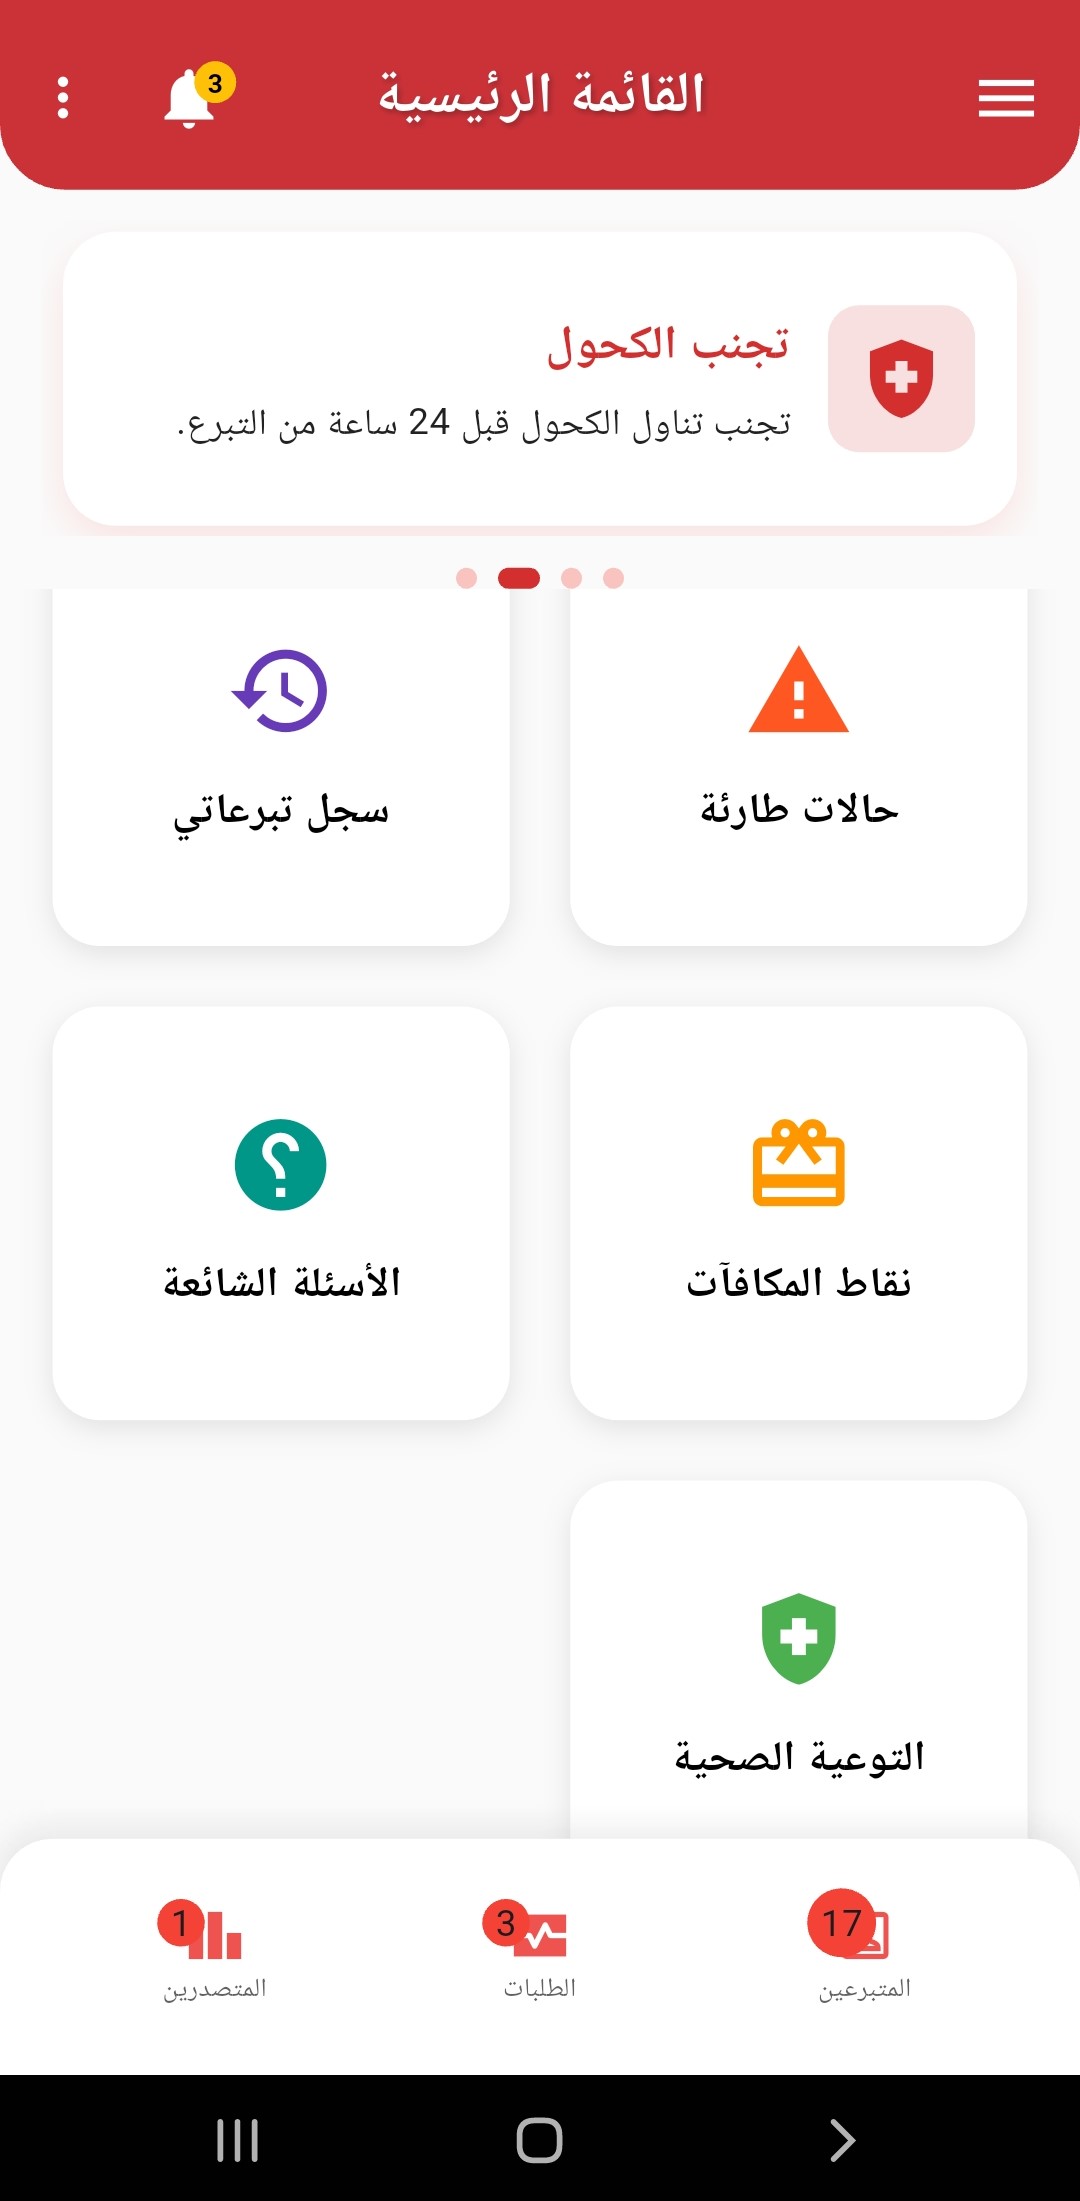 القائمة الرئيسية
3
تجنب الكحول
تجنب تناول الكحول قبل 24 ساعة من التبرع.
حالات طارئة
سجل تبرعاتي
نقاط المكافآت
الأسئلة الشائعة
التوعية الصحية
17
3
1
المتبرعين
الطلبات
المتصدرين